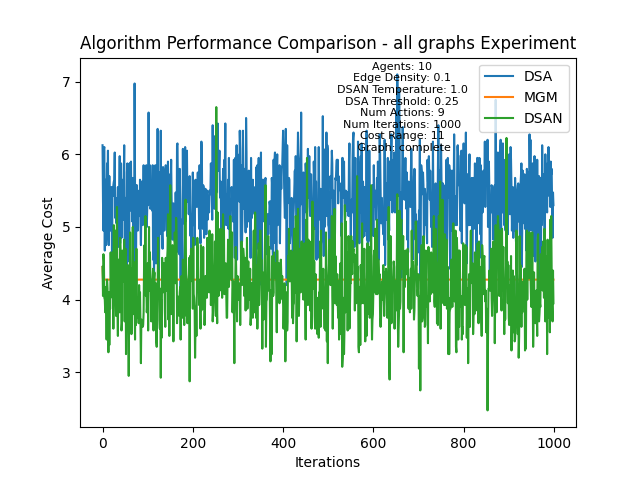 Algorithm Performance Comparison - all graphs Experiment
Agents: 10
Edge Density: 0.1
DSAN Temperature: 1.0
DSA Threshold: 0.25
Num Actions: 9
Num Iterations: 1000
Cost Range: 11
Graph: complete
DSA
MGM
DSAN
7
6
5
4
3
Average Cost
0
200
400
600
800
1000
Iterations